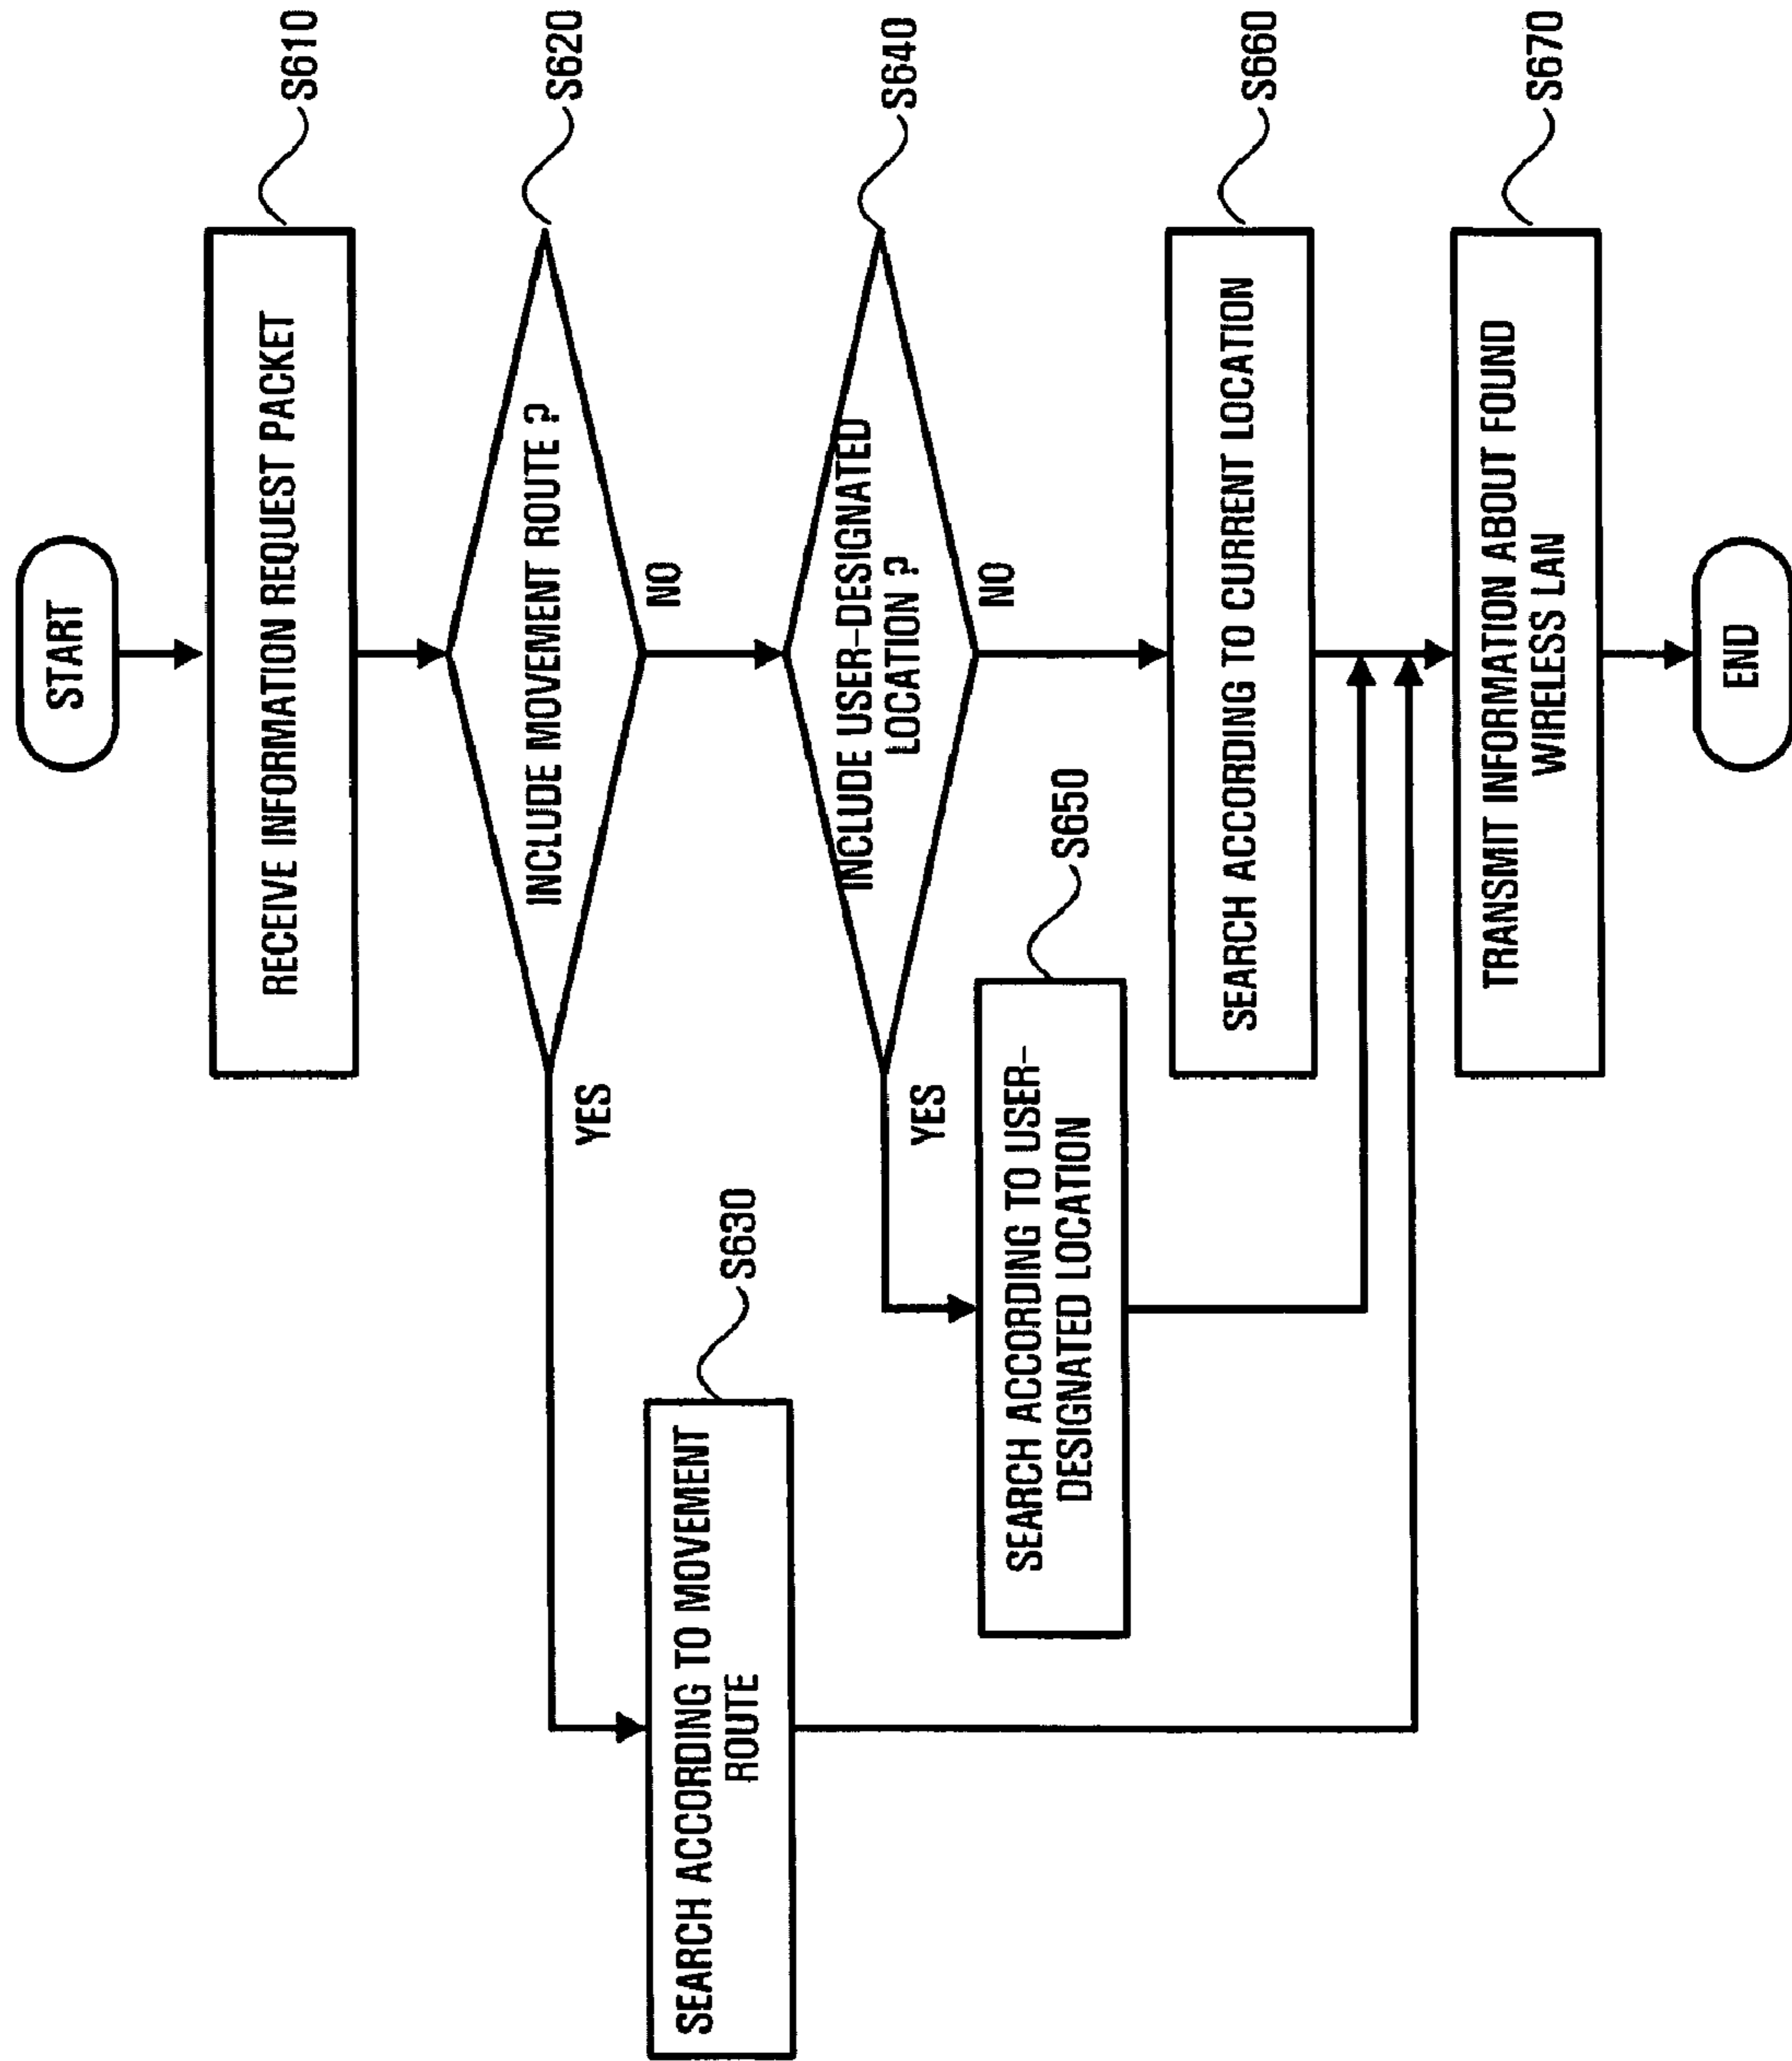 START
RECEIVE INFORMATION REQUEST PACKET
S610
INCLUDE MOVEMENT ROUTE ?
S620
YES
NO
SEARCH ACCORDING TO MOVEMENT
ROUTE
S630
INCLUDE USER-DESIGNATED
LOCATION ?
S640
YES
NO
SEARCH ACCORDING TO USER-
DESIGNATED LOCATION
S650
SEARCH ACCORDING TO CURRENT LOCATION
S660
TRANSMIT INFORMATION ABOUT FOUND
WIRELESS LAN
S670
END